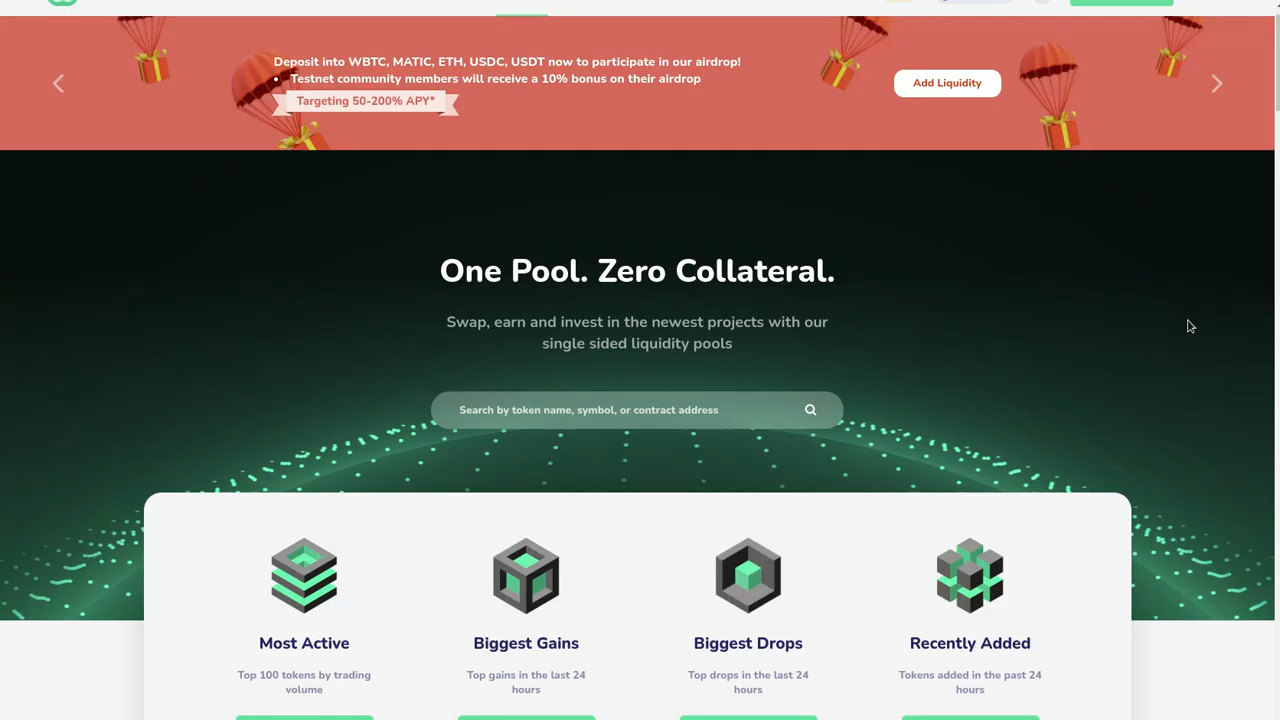 Deposit into WBTC, MATIC, ETH, USDC, USDT now to participate in our airdrop!
• Testnet community members will receive a 10% bonus on their airdrop
Targeting 50-200% APY*
Add Liquidity
One Pool. Zero Collateral.
Swap, earn and invest in the newest projects with our
single sided liquidity pools
Search by token name, symbol, or contract address
Most Active
Biggest Gains
Biggest Drops
Recently Added
Top 100 tokens by trading
volume
Top gains in the last 24
hours
Top drops in the last 24
hours
Tokens added in the past 24
hours